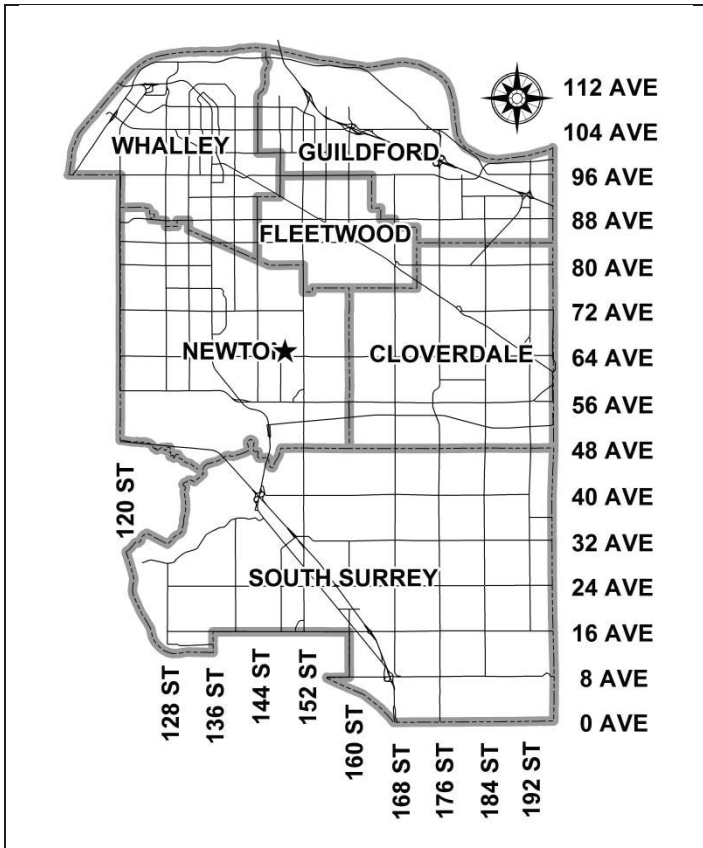 112 AVE
104 AVE
WHALLEY
GUILDFORD
96 AVE
88 AVE
FLEETWOOD
80 AVE
72 AVE
NEWTO
CLOVERDALE
64 AVE
56 AVE
48 AVE
120 ST
40 AVE
32 AVE
SOUTH SURREY
24 AVE
16 AVE
128 ST
136 ST
144 ST
152 ST
160 ST
8 AVE
0 AVE
168 ST
176 ST
184 ST
192 ST